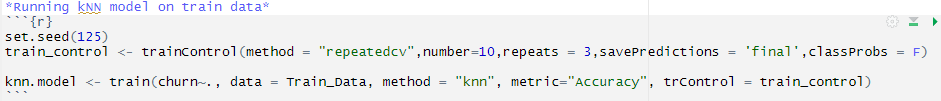 *Running kNN model on train data*
```{r}
set.seed(125)
train_control <- trainControl(method = "repeatedcv",number=10,repeats = 3,savePredictions = 'final',classProbs = F)
knn.model <- train(churn~., data = Train_Data, method = "knn", metric="Accuracy", trControl = train_control)
```